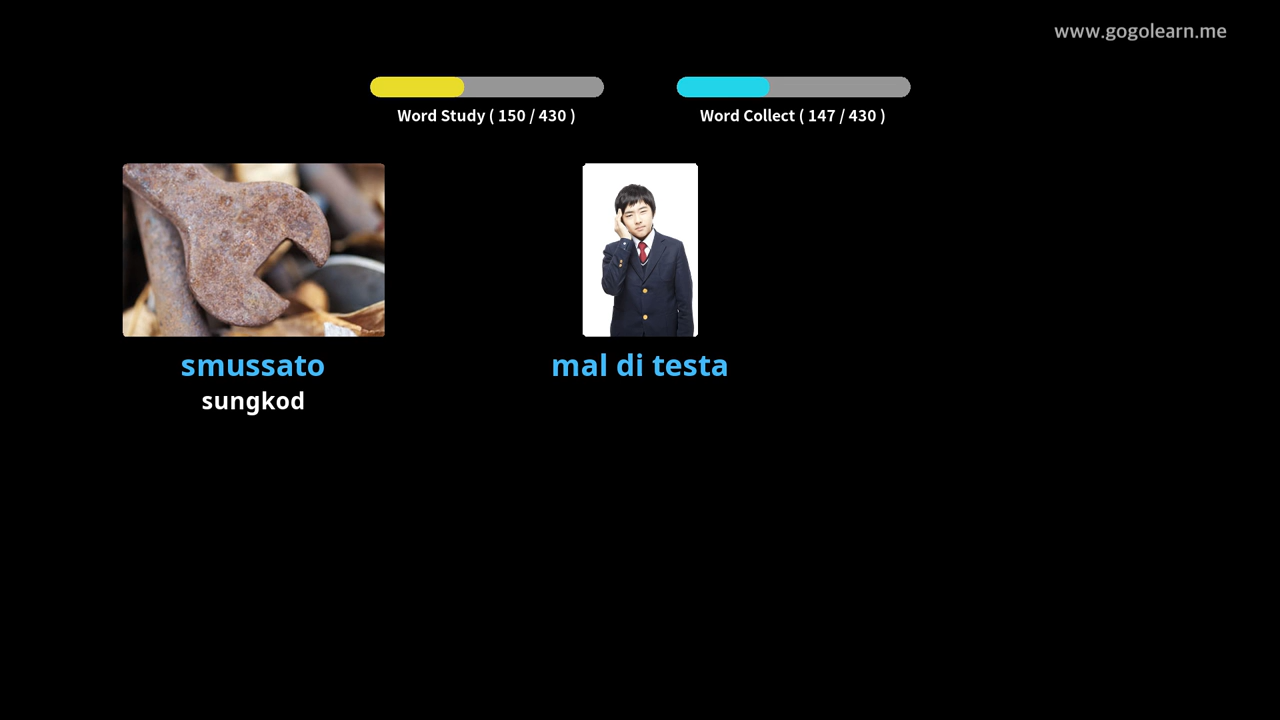 www.gogolearn.me
Word Study ( 150 / 430 )
Word Collect ( 147 / 430 )
smussato
mal di testa
sungkod